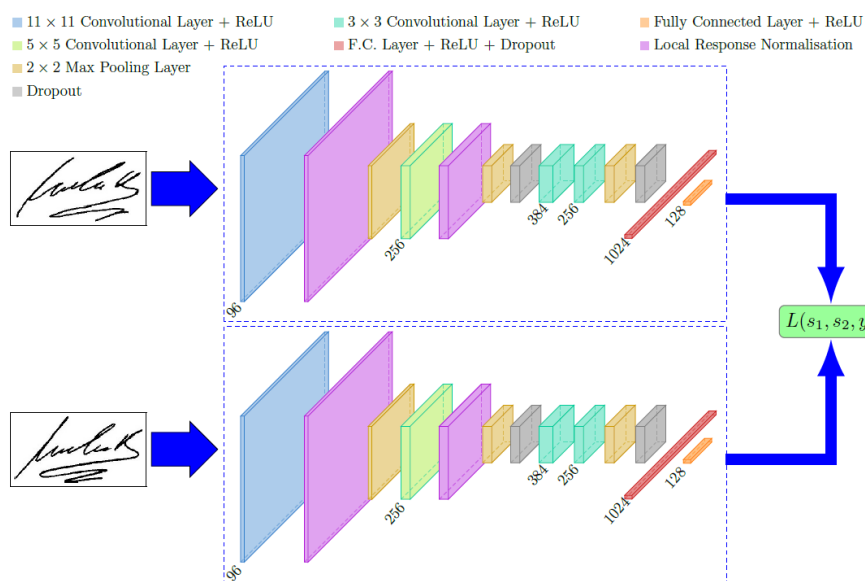 11 × 11 Convolutional Layer + ReLU
3 × 3 Convolutional Layer + ReLU
Fully Connected Layer + ReLU
5 × 5 Convolutional Layer + ReLU
F.C. Layer + ReLU + Dropout
Local Response Normalisation
2 × 2 Max Pooling Layer
Dropout
96
256
384
256
1024
128
L(s₁, s₂, y
96
256
384
256
1024
128